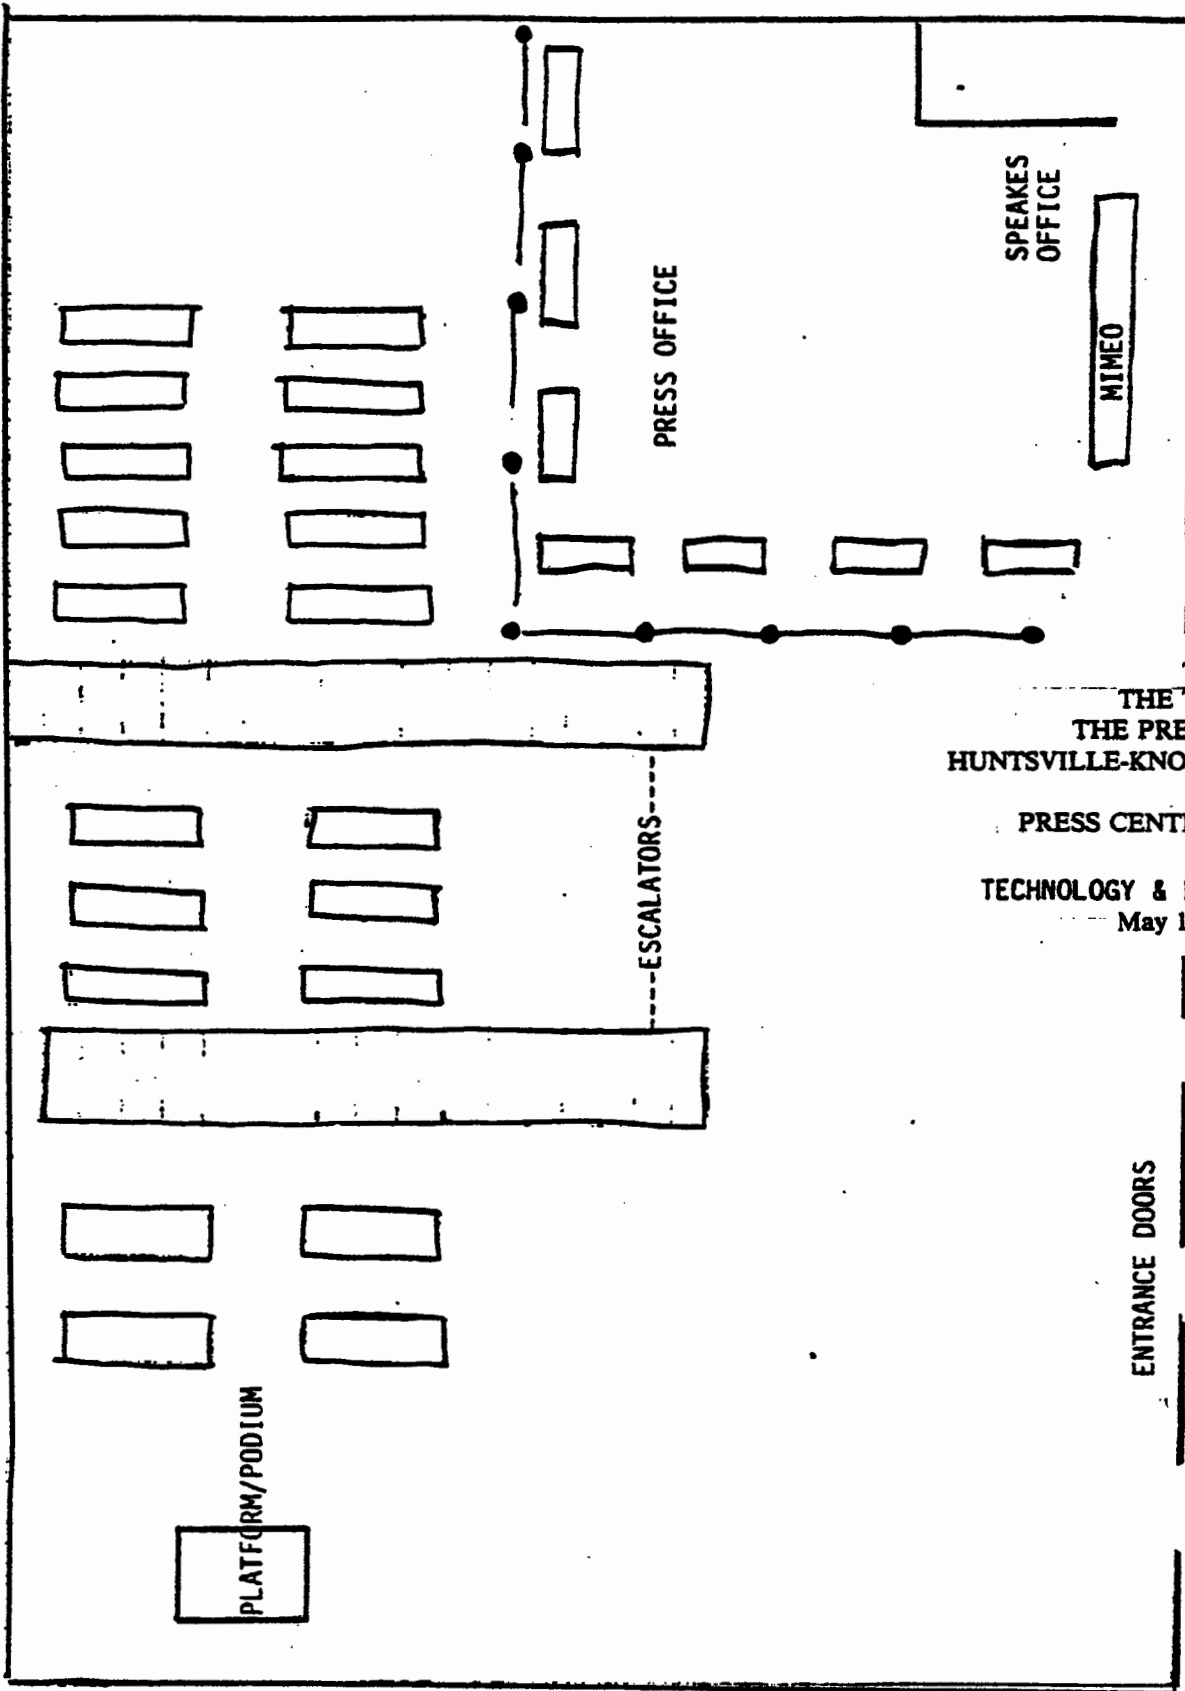 SPEAKES
OFFICE
PRESS OFFICE
MIMEO
THE
THE PRE
HUNTSVILLE-KNO
PRESS CENT
TECHNOLOGY &
May 1
----ESCALATORS----
ENTRANCE DOORS
PLATFORM/PODIUM